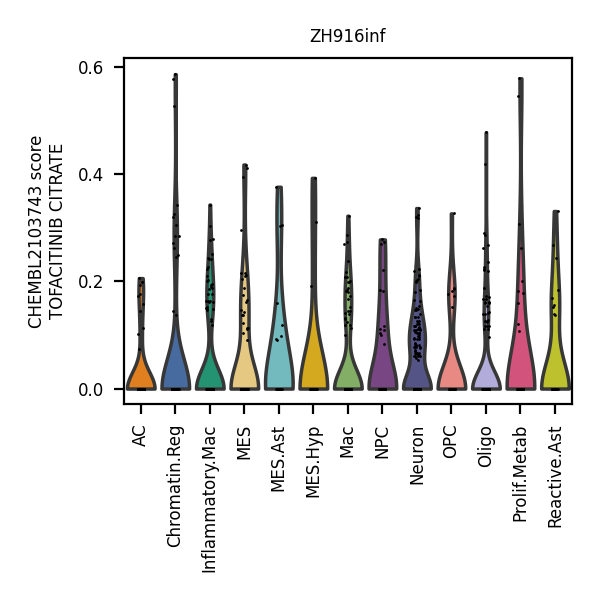 ZH916inf
CHEMBL2103743 score
TOFACITINIB CITRATE
0.6
0.4
0.2
0.0
AC
Chromatin.Reg
Inflammatory.Mac
MES
MES.Ast
MES.Hyp
Mac
NPC
Neuron
OPC
Oligo
Prolif.Metab
Reactive.Ast